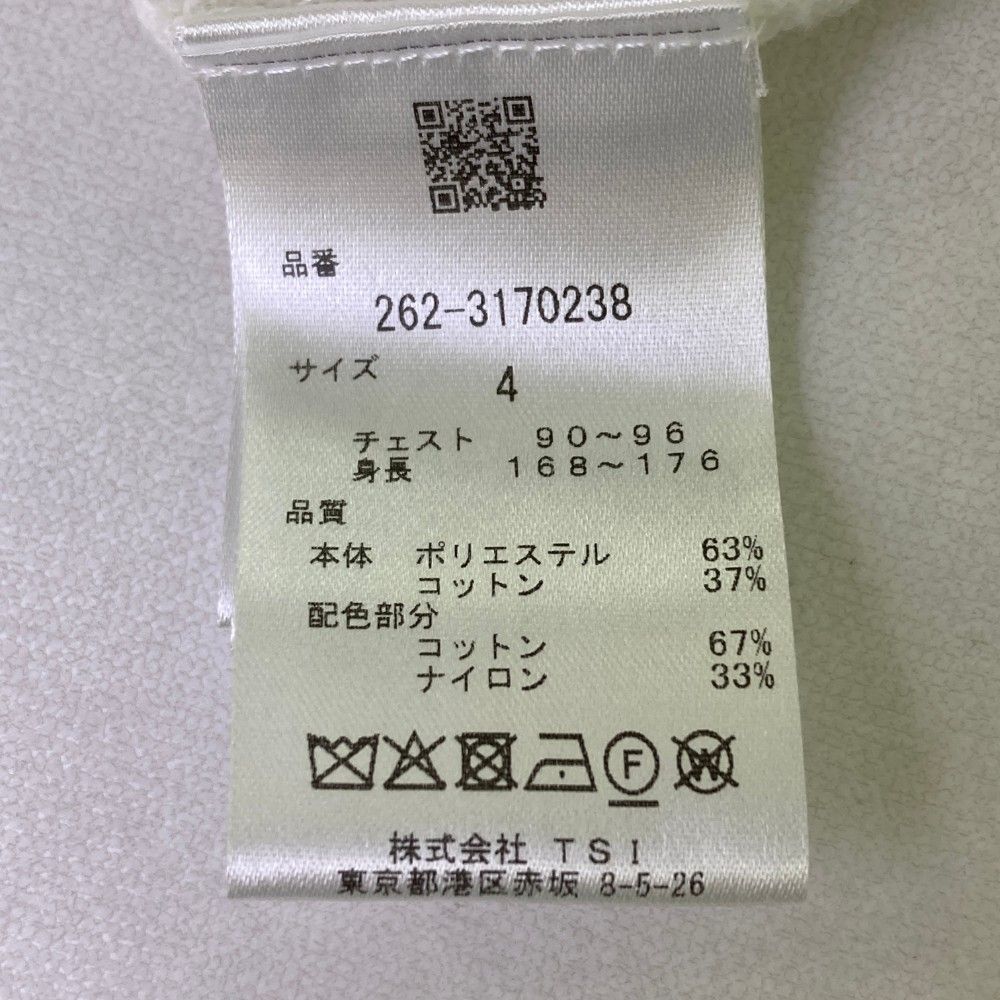 品番
262-3170238
サイズ 4
チェスト 90～96
身長 168～176
品質
本体 ポリエステル 63%
コットン 37%
配色部分
コットン 67%
ナイロン 33%
F W
株式会社 TSI
東京都港区赤坂 8-5-26